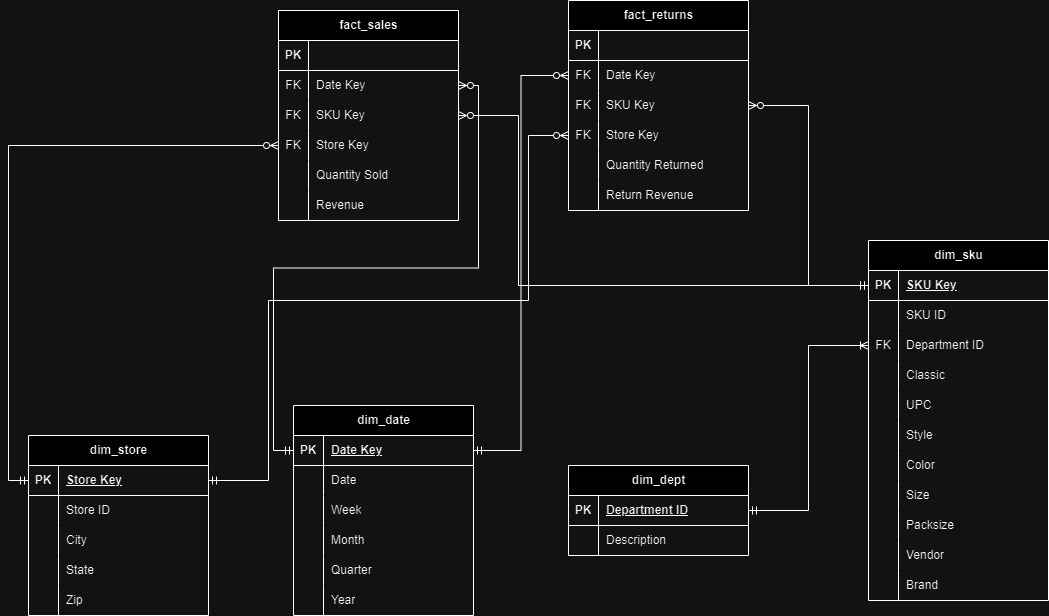 fact_sales
PK
FK Date Key
FK SKU Key
FK Store Key
Quantity Sold
Revenue
fact_returns
PK
FK Date Key
FK SKU Key
FK Store Key
Quantity Returned
Return Revenue
dim_sku
PK SKU Key
SKU ID
FK Department ID
Classic
UPC
Style
Color
Size
Packsize
Vendor
Brand
dim_store
PK Store Key
Store ID
City
State
Zip
dim_date
PK Date Key
Date
Week
Month
Quarter
Year
dim_dept
PK Department ID
Description